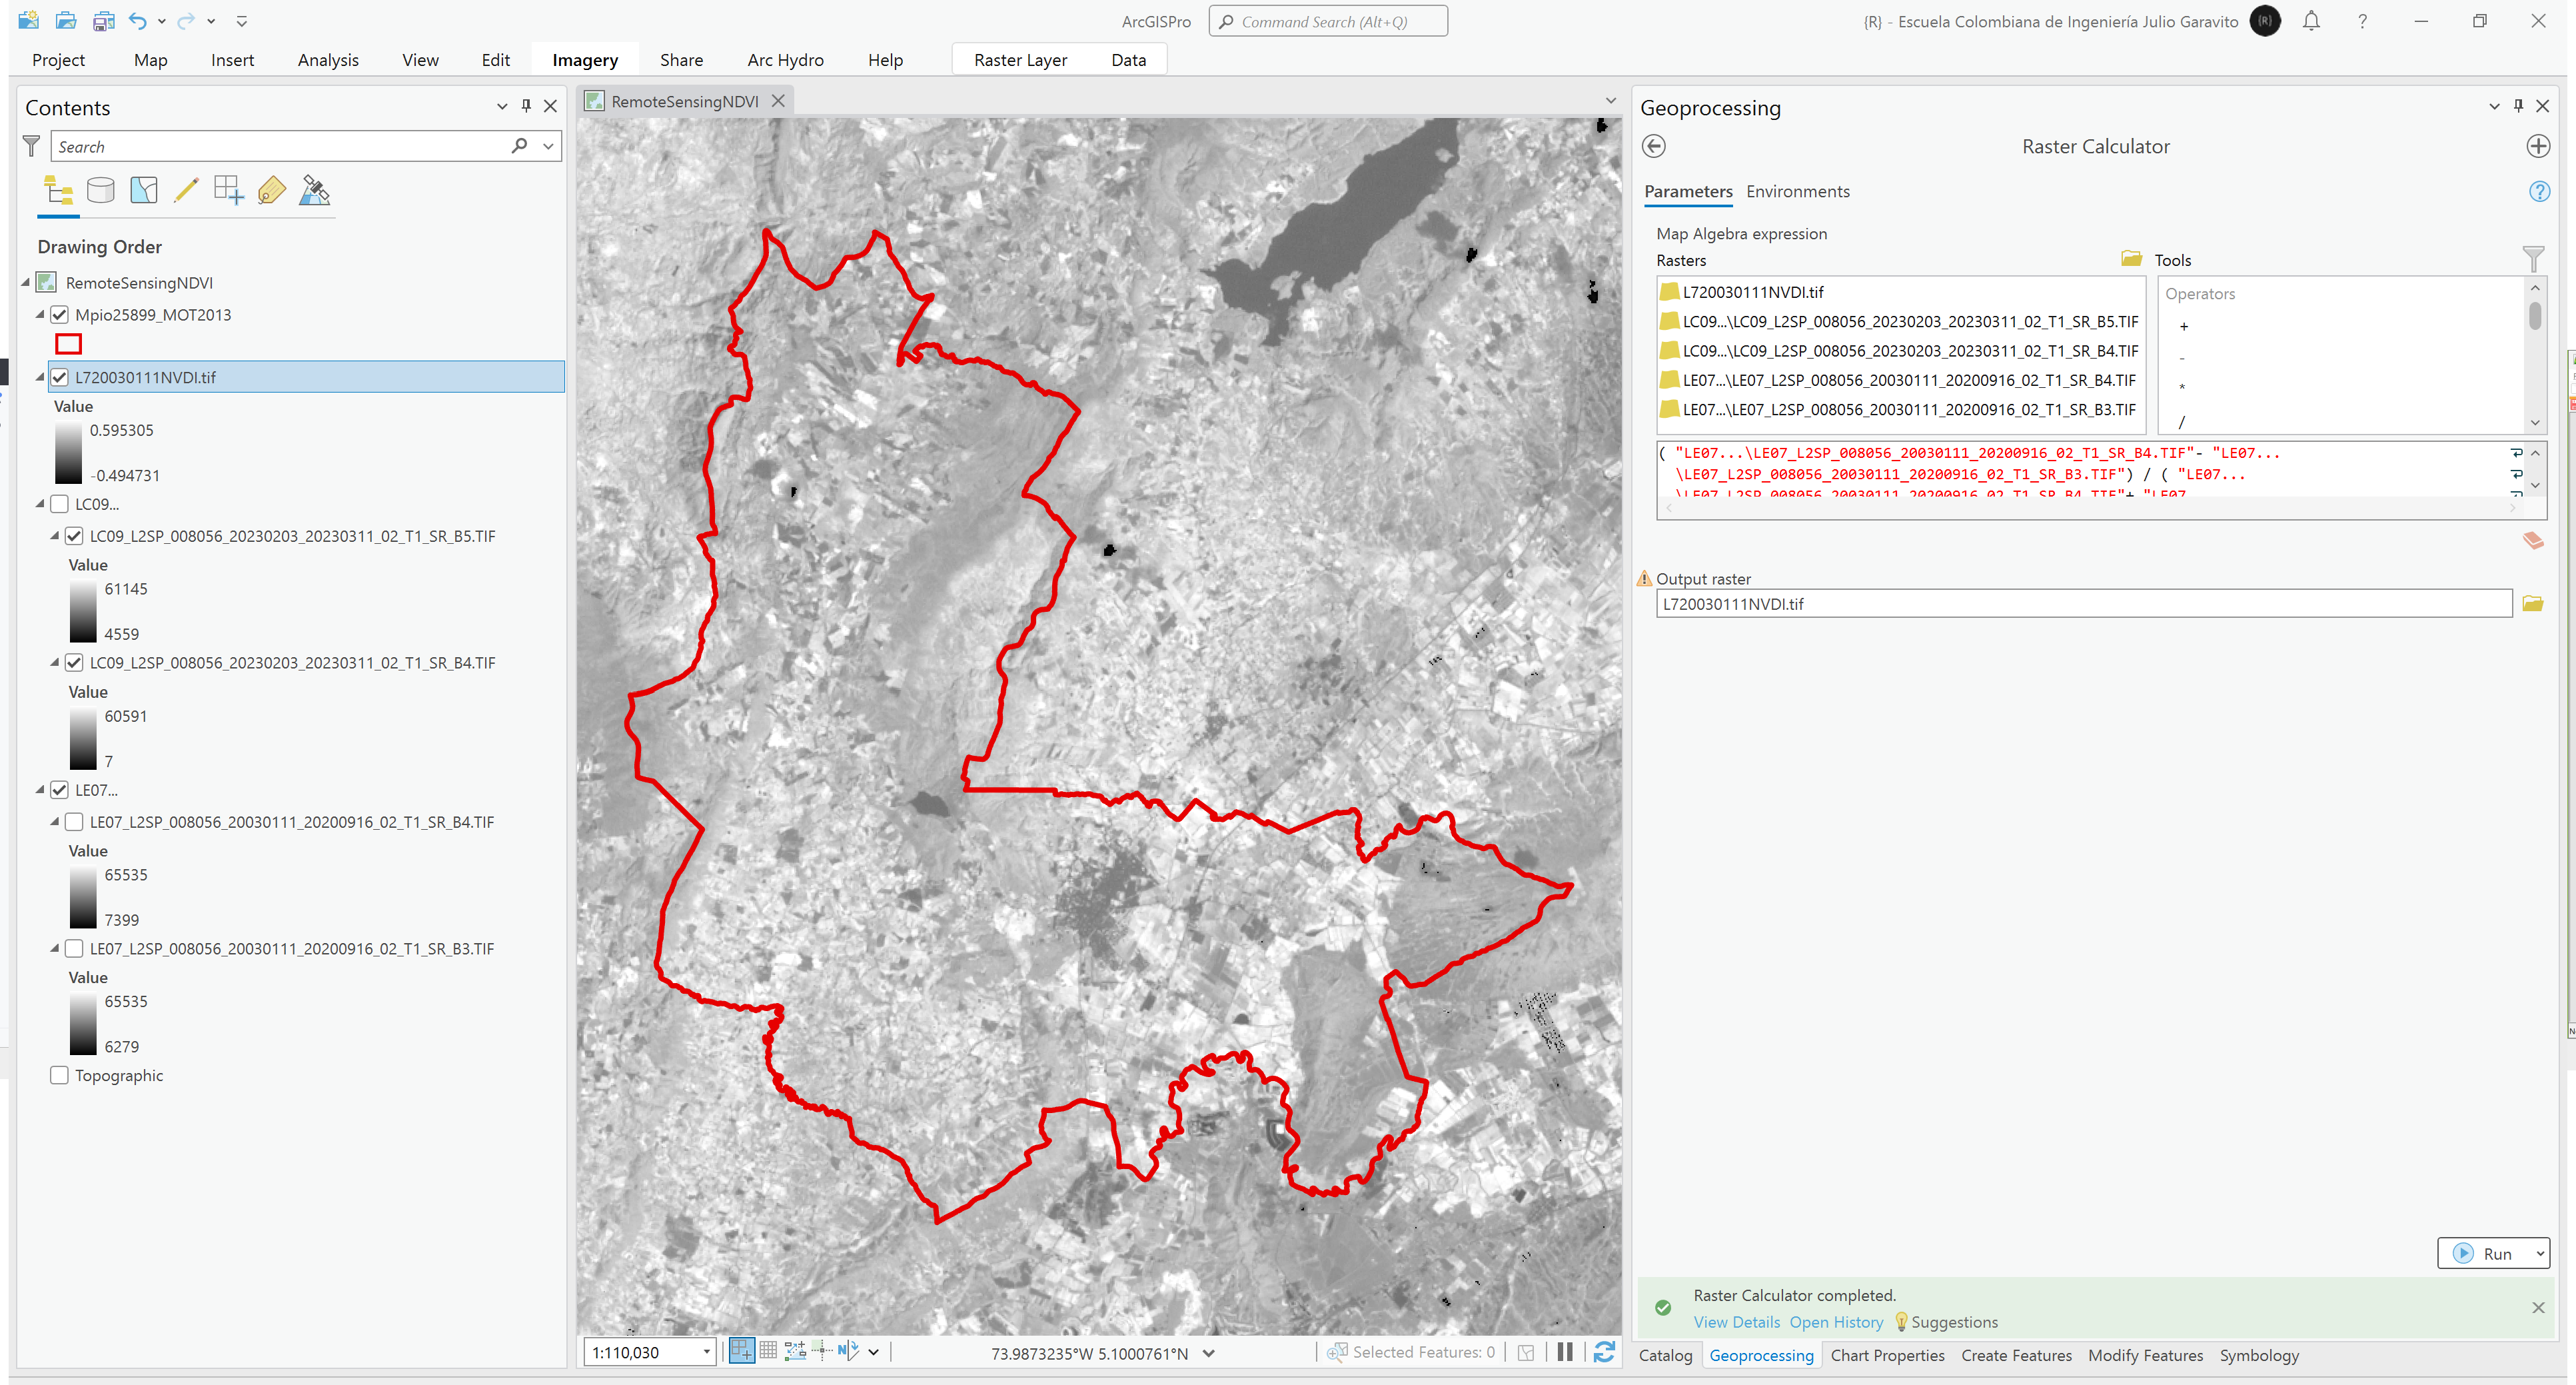 ArcGISPro
Command Search (Alt+Q)
{R} - Escuela Colombiana de Ingeniería Julio Garavito
{R}
?
Project Map Insert Analysis View Edit Imagery Share Arc Hydro Help Raster Layer Data
Contents
Search
Drawing Order
RemoteSensingNDVI
Mpio25899_MOT2013
L720030111NVDI.tif
Value
0.595305
-0.494731
LC09...
LC09_L2SP_008056_20230203_20230311_02_T1_SR_B5.TIF
Value
61145
4559
LC09_L2SP_008056_20230203_20230311_02_T1_SR_B4.TIF
Value
60591
7
LE07...
LE07_L2SP_008056_20030111_20200916_02_T1_SR_B4.TIF
Value
65535
7399
LE07_L2SP_008056_20030111_20200916_02_T1_SR_B3.TIF
Value
65535
6279
Topographic
RemoteSensingNDVI
1:110,030
N
73.9873235°W 5.1000761°N
Selected Features: 0
Geoprocessing
Raster Calculator
Parameters Environments
?
Map Algebra expression
Rasters
Tools
L720030111NVDI.tif
LC09...\LC09_L2SP_008056_20230203_20230311_02_T1_SR_B5.TIF
LC09...\LC09_L2SP_008056_20230203_20230311_02_T1_SR_B4.TIF
LE07...\LE07_L2SP_008056_20030111_20200916_02_T1_SR_B4.TIF
LE07...\LE07_L2SP_008056_20030111_20200916_02_T1_SR_B3.TIF
Operators
+
-
*
/
( "LE07...\LE07_L2SP_008056_20030111_20200916_02_T1_SR_B4.TIF"- "LE07...
\LE07_L2SP_008056_20030111_20200916_02_T1_SR_B3.TIF") / ( "LE07...
\LE07_L2SP_008056_20030111_20200916_02_T1_SR_B4.TIF"+ "LE07
Output raster
L720030111NVDI.tif
Run
Raster Calculator completed.
View Details Open History Suggestions
Catalog Geoprocessing Chart Properties Create Features Modify Features Symbology